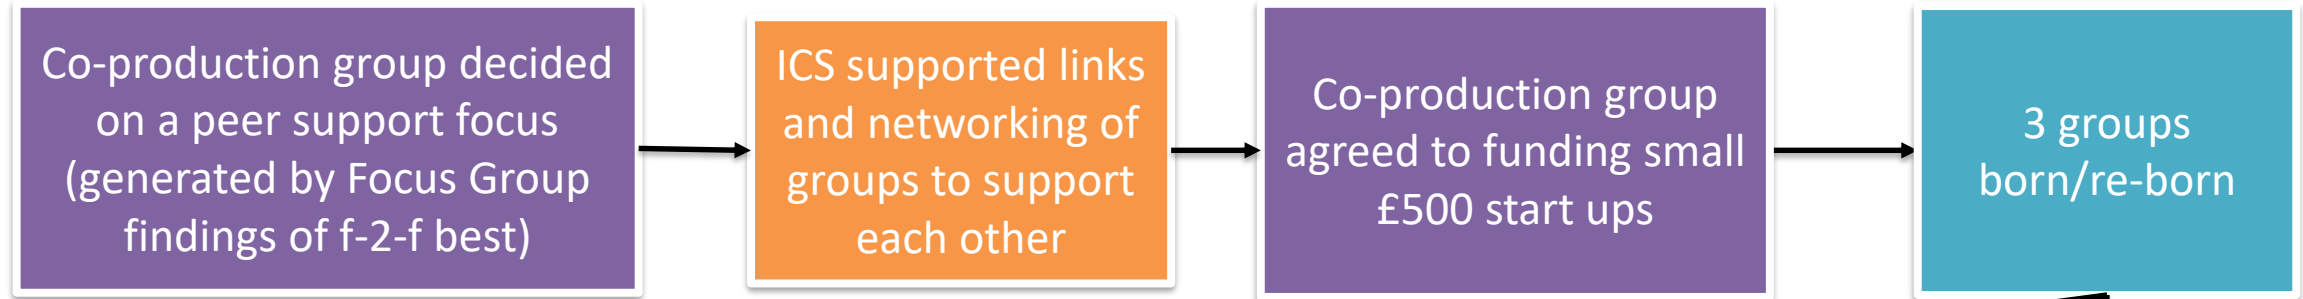 Co-production group decided
on a peer support focus
(generated by Focus Group
findings of f-2-f best)
ICS supported links
and networking of
groups to support
each other
Co-production group
agreed to funding small
£500 start ups
3 groups
born/re-born